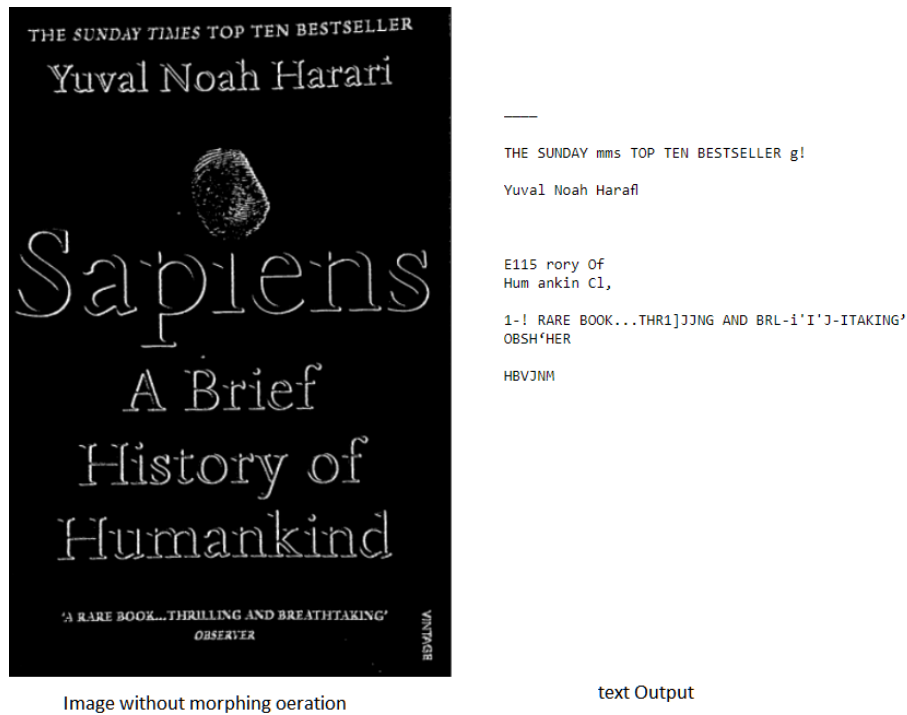 THE SUNDAY TIMES TOP TEN BESTSELLER
Yuval Noah Harari
Sapiens
A Brief
History of
Humankind
'A RARE BOOK...THRILLING AND BREATHTAKING'
OBSERVER
VINTAGE
Image without morphing oeration
____
THE SUNDAY mms TOP TEN BESTSELLER g!
Yuval Noah Harafl
E115 rory Of
Hum ankin Cl,
1-! RARE BOOK...THR1]JJNG AND BRL-i'I'J-ITAKING’
OBSH‘HER
HBVJNM
text Output